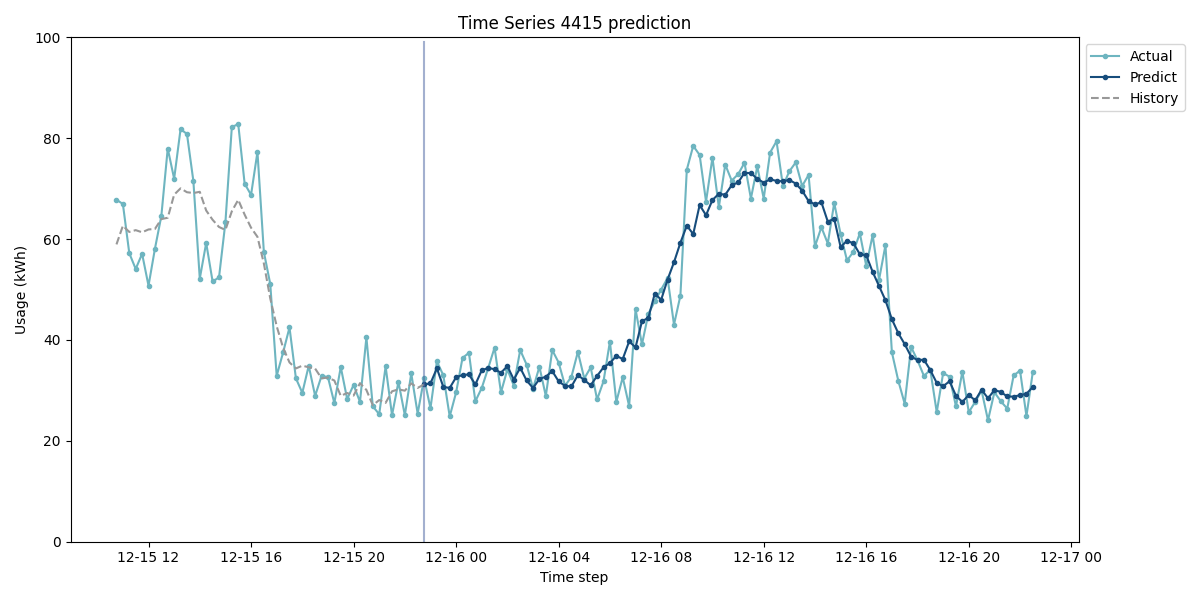 Time Series 4415 prediction
Usage (kWh)
100
80
60
40
20
0
12-15 12
12-15 16
12-15 20
12-16 00
12-16 04
12-16 08
12-16 12
12-16 16
12-16 20
12-17 00
Time step
Actual
Predict
History